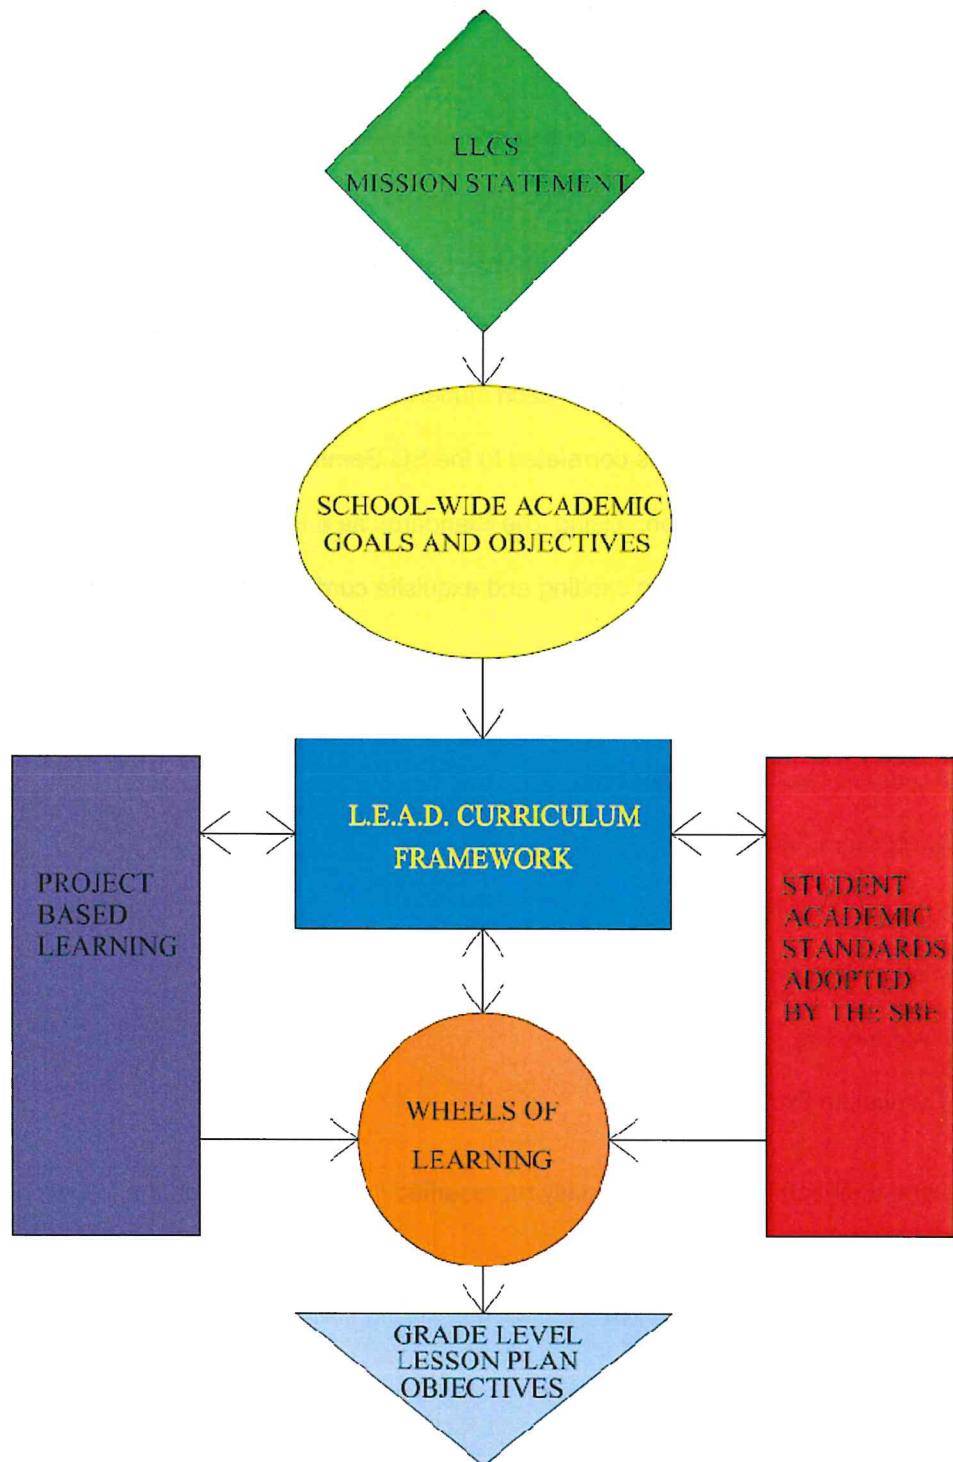 LLCS
MISSION STATEMENT
SCHOOL-WIDE ACADEMIC
GOALS AND OBJECTIVES
L.E.A.D. CURRICULUM
FRAMEWORK
PROJECT
BASED
LEARNING
STUDENT
ACADEMIC
STANDARDS
ADOPTED
BY THE SBE
WHEELS OF
LEARNING
GRADE LEVEL
LESSON PLAN
OBJECTIVES